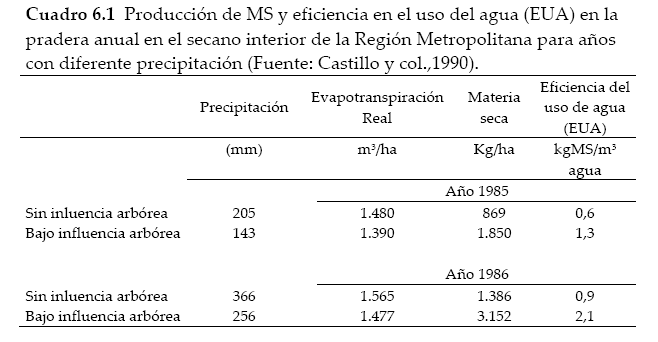 Cuadro 6.1 Producción de MS y eficiencia en el uso del agua (EUA) en la
pradera anual en el secano interior de la Región Metropolitana para años
con diferente precipitación (Fuente: Castillo y col.,1990).
Precipitación Evapotranspiración Real Materia seca Eficiencia del uso de agua (EUA)
(mm) m³/ha Kg/ha kgMS/m³ agua
Año 1985
Sin inluencia arbórea 205 1.480 869 0,6
Bajo influencia arbórea 143 1.390 1.850 1,3
Año 1986
Sin inluencia arbórea 366 1.565 1.386 0,9
Bajo influencia arbórea 256 1.477 3.152 2,1